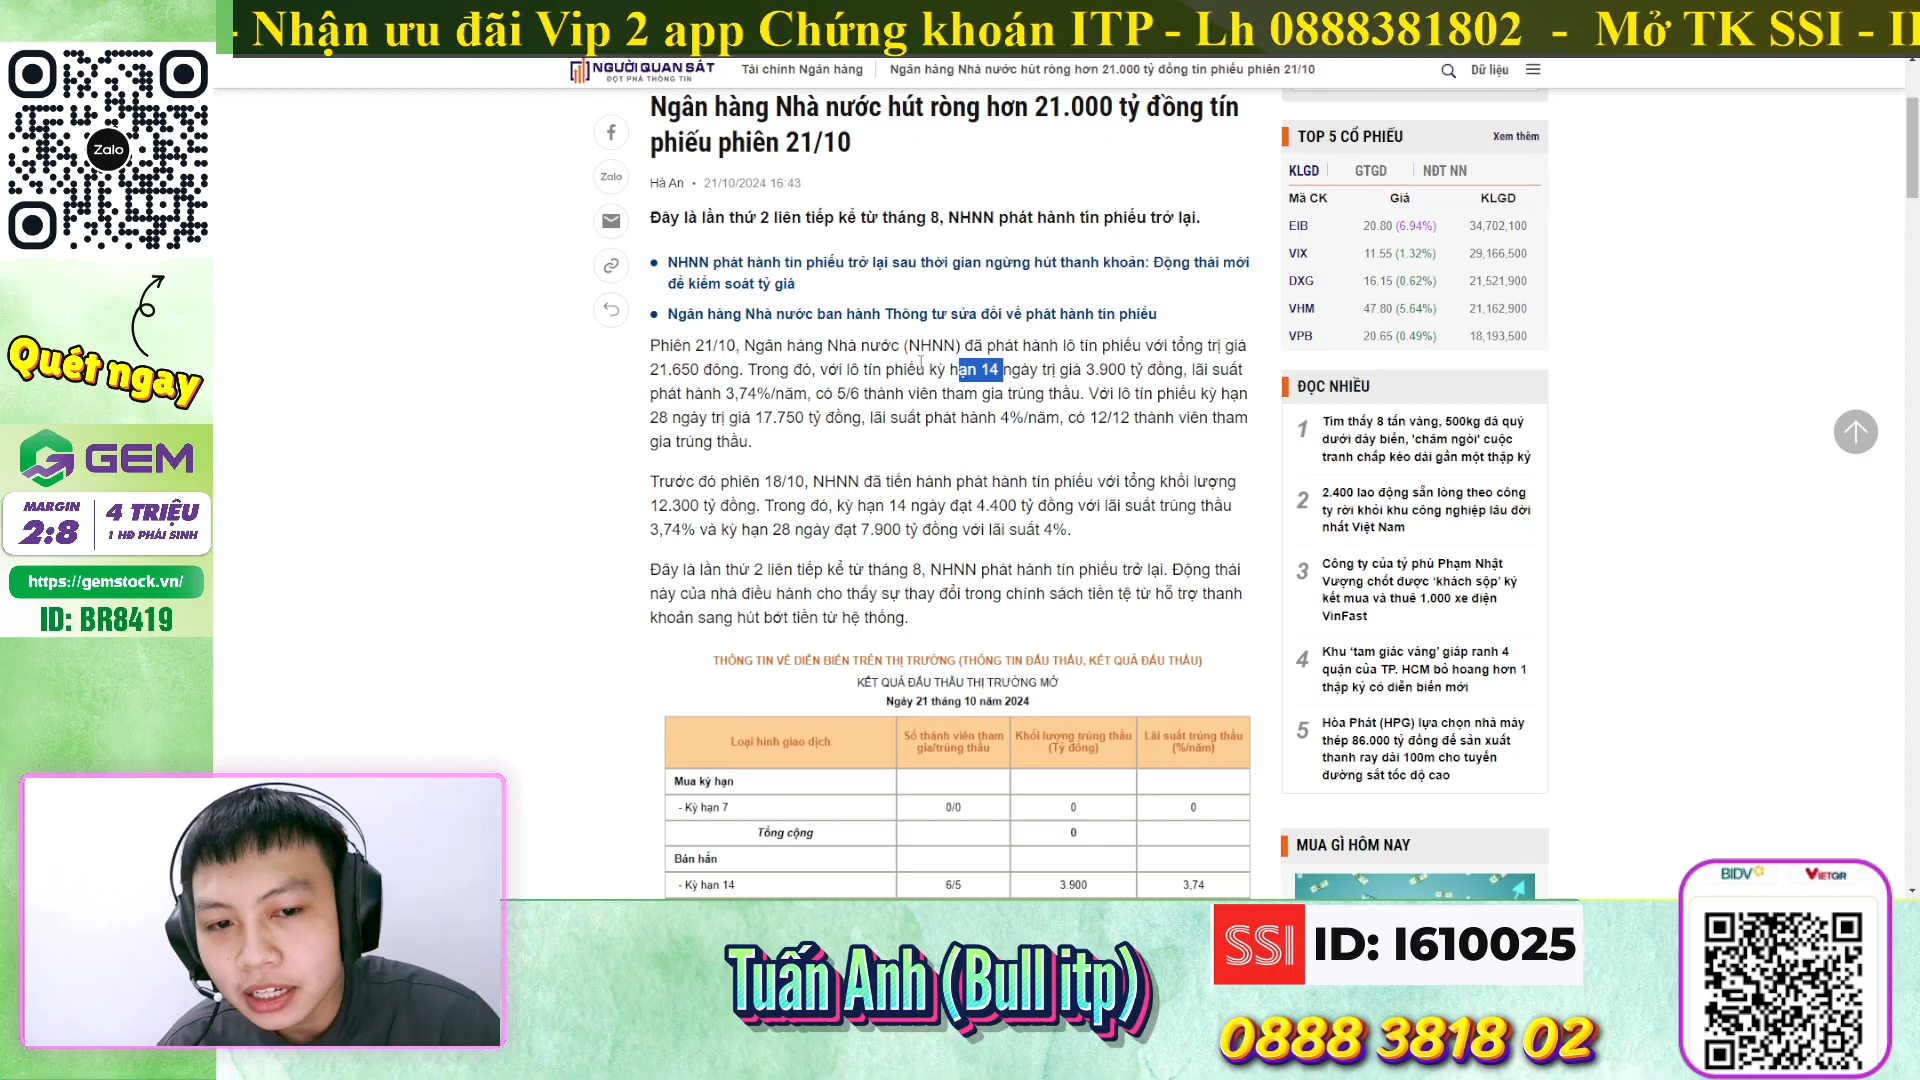 - Nhận ưu đãi Vip 2 app Chứng khoán ITP - Lh 0888381802 - Mở TK SSI - I
NGƯỜI QUAN SÁT
ĐỘT PHÁ THÔNG TIN
Tài chính Ngân hàng
Ngân hàng Nhà nước hút ròng hơn 21.000 tỷ đồng tín phiếu phiên 21/10
Dữ liệu
Ngân hàng Nhà nước hút ròng hơn 21.000 tỷ đồng tín
phiếu phiên 21/10
Hà An • 21/10/2024 16:43
Zalo
Đây là lần thứ 2 liên tiếp kể từ tháng 8, NHNN phát hành tín phiếu trở lại.
NHNN phát hành tín phiếu trở lại sau thời gian ngừng hút thanh khoản: Động thái mới
để kiểm soát tỷ giá
Ngân hàng Nhà nước ban hành Thông tư sửa đổi về phát hành tín phiếu
Phiên 21/10, Ngân hàng Nhà nước (NHNN) đã phát hành lô tín phiếu với tổng trị giá
21.650 đồng. Trong đó, với lô tín phiếu kỳ hạn 14 ngày trị giá 3.900 tỷ đồng, lãi suất
phát hành 3,74%/năm, có 5/6 thành viên tham gia trúng thầu. Với lô tín phiếu kỳ hạn
28 ngày trị giá 17.750 tỷ đồng, lãi suất phát hành 4%/năm, có 12/12 thành viên tham
gia trúng thầu.
Trước đó phiên 18/10, NHNN đã tiến hành phát hành tín phiếu với tổng khối lượng
12.300 tỷ đồng. Trong đó, kỳ hạn 14 ngày đạt 4.400 tỷ đồng với lãi suất trúng thầu
3,74% và kỳ hạn 28 ngày đạt 7.900 tỷ đồng với lãi suất 4%.
Đây là lần thứ 2 liên tiếp kể từ tháng 8, NHNN phát hành tín phiếu trở lại. Động thái
này của nhà điều hành cho thấy sự thay đổi trong chính sách tiền tệ từ hỗ trợ thanh
khoản sang hút bớt tiền từ hệ thống.
THÔNG TIN VỀ DIỄN BIẾN TRÊN THỊ TRƯỜNG (THÔNG TIN ĐẤU THẦU, KẾT QUẢ ĐẤU THẦU)
KẾT QUẢ ĐẤU THẦU THỊ TRƯỜNG MỞ
Ngày 21 tháng 10 năm 2024
Loại hình giao dịch
Số thành viên tham gia/trúng thầu
Khối lượng trúng thầu (Tỷ đồng)
Lãi suất trúng thầu (%/năm)
Mua kỳ hạn
- Kỳ hạn 7 0/0 0 0
Tổng cộng 0
Bán hẳn
- Kỳ hạn 14 6/5 3.900 3,74
TOP 5 CỔ PHIẾU Xem thêm
KLGD GTGD NĐT NN
Mã CK Giá KLGD
EIB 20.80 (6.94%) 34,702,100
VIX 11.55 (1.32%) 29,166,500
DXG 16.15 (0.62%) 21,521,900
VHM 47.80 (5.64%) 21,162,900
VPB 20.65 (0.49%) 18,193,500
ĐỌC NHIỀU
1 Tìm thấy 8 tấn vàng, 500kg đá quý
dưới đáy biển, 'châm ngòi' cuộc
tranh chấp kéo dài gần một thập kỷ
2 2.400 lao động sẵn lòng theo công
ty rời khỏi khu công nghiệp lâu đời
nhất Việt Nam
3 Công ty của tỷ phú Phạm Nhật
Vượng chốt được ‘khách sộp’ ký
kết mua và thuê 1.000 xe điện
VinFast
4 Khu ‘tam giác vàng’ giáp ranh 4
quận của TP. HCM bỏ hoang hơn 1
thập kỷ có diễn biến mới
5 Hòa Phát (HPG) lựa chọn nhà máy
thép 86.000 tỷ đồng để sản xuất
thanh ray dài 100m cho tuyến
đường sắt tốc độ cao
MUA GÌ HÔM NAY
Zalo
Quét ngay
GEM
MARGIN
2:8
4 TRIỆU
1 HĐ PHÁI SINH
https://gemstock.vn/
ID: BR8419
Tuấn Anh (Bull itp)
SSI ID: I610025
0888 3818 02
BIDV VIETQR